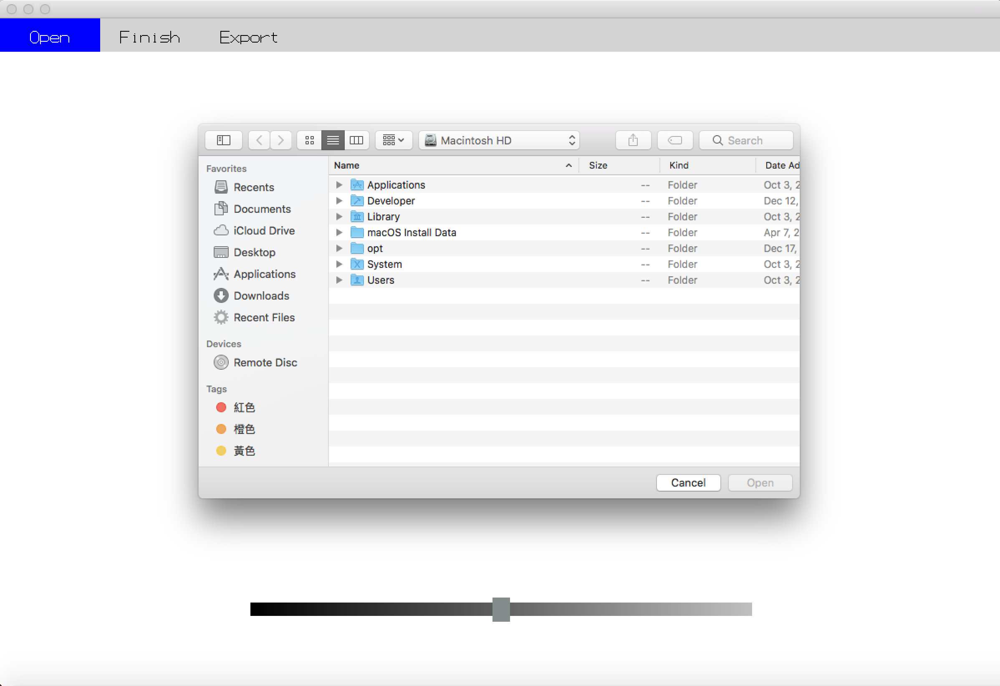 Open Finish Export
Macintosh HD Search
Favorites
Recents
Documents
iCloud Drive
Desktop
Applications
Downloads
Recent Files
Devices
Remote Disc
Tags
紅色
橙色
黃色
Name Size Kind Date Ad
Applications -- Folder Oct 3, 2
Developer -- Folder Dec 12,
Library -- Folder Oct 3, 2
macOS Install Data -- Folder Apr 7, 2
opt -- Folder Dec 17,
System -- Folder Oct 3, 2
Users -- Folder Oct 3, 2
Cancel Open